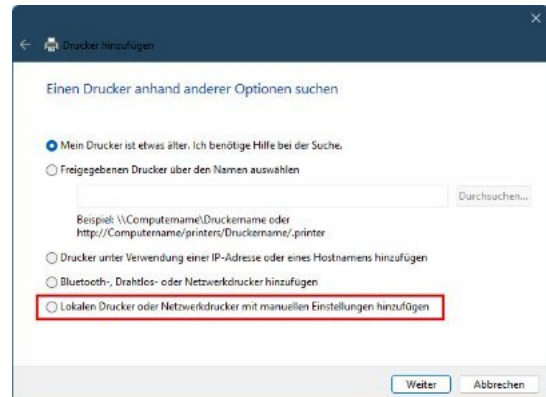 Drucker hinzufügen
Einen Drucker anhand anderer Optionen suchen
Mein Drucker ist etwas älter. Ich benötige Hilfe bei der Suche.
Freigegebenen Drucker über den Namen auswählen
Durchsuchen...
Beispiel: \\Computername\Druckername oder
http://Computername/printers/Druckername/.printer
Drucker unter Verwendung einer IP-Adresse oder eines Hostnamens hinzufügen
Bluetooth-, Drahtlos- oder Netzwerkdrucker hinzufügen
Lokalen Drucker oder Netzwerkdrucker mit manuellen Einstellungen hinzufügen
Weiter Abbrechen